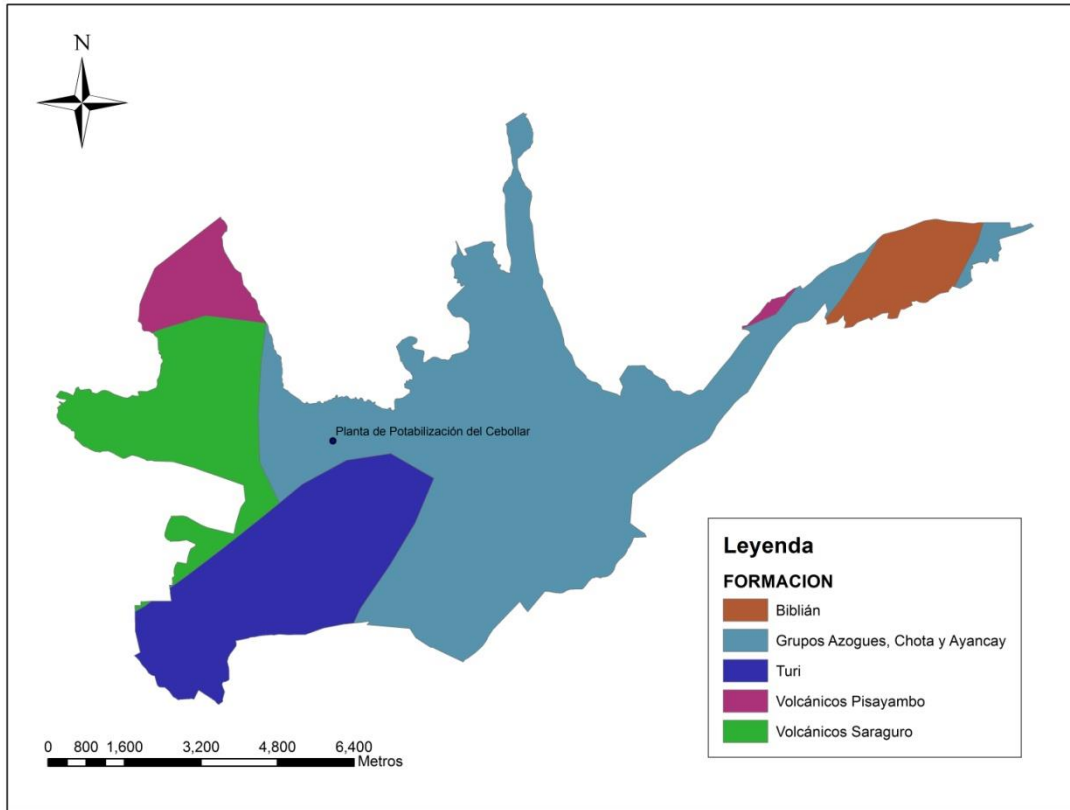 N
Planta de Potabilización del Cebollar
Leyenda
FORMACION
Biblián
Grupos Azogues, Chota y Ayancay
Turi
Volcánicos Pisayambo
Volcánicos Saraguro
0 800 1,600 3,200 4,800 6,400
Metros